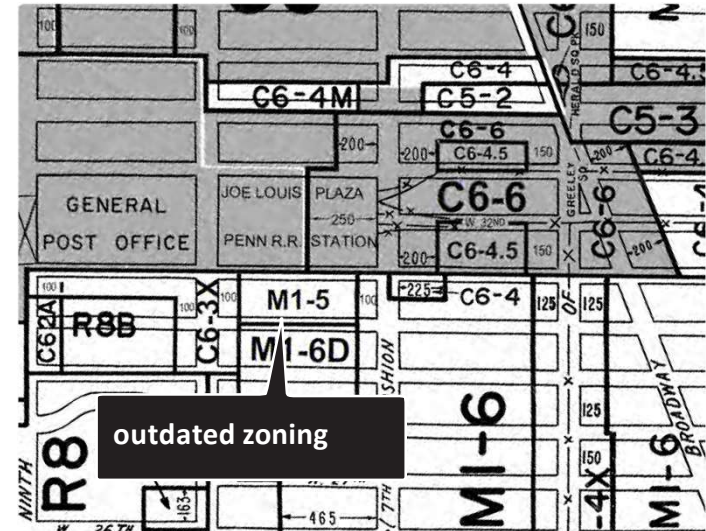 100
100
150
HERALD SQ PK
C6-4
C6-4.5
C6-4M
C5-2
C5-3
C6-6
200
200
C6-4.5
150
200
C6-4
JOE LOUIS PLAZA
C6-6
GREELEY SQ
GENERAL
POST OFFICE
250
W. 32ND
PENN R.R. STATION
C6-6
200
C6-4.5
150
200
100
100
100
M1-5
100
225
C6-4
125
OF
125
C62A
R8B
C6-3X
M1-6D
BROADWAY
outdated zoning
125
NINTH
R8
7TH
M1-6
150
4X
M1-6
163
465
W. 26TH